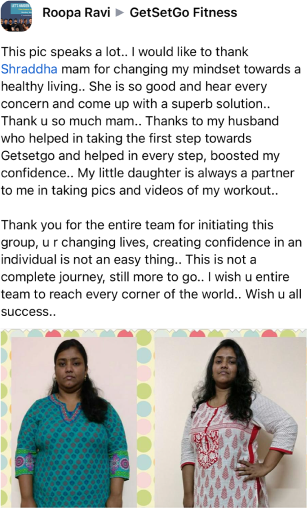 Roopa Ravi ▸ GetSetGo Fitness
This pic speaks a lot.. I would like to thank
Shraddha mam for changing my mindset towards a
healthy living.. She is so good and hear every
concern and come up with a superb solution..
Thank u so much mam.. Thanks to my husband
who helped in taking the first step towards
Getsetgo and helped in every step, boosted my
confidence.. My little daughter is always a partner
to me in taking pics and videos of my workout..
Thank you for the entire team for initiating this
group, u r changing lives, creating confidence in an
individual is not an easy thing.. This is not a
complete journey, still more to go.. I wish u entire
team to reach every corner of the world.. Wish u all
success..